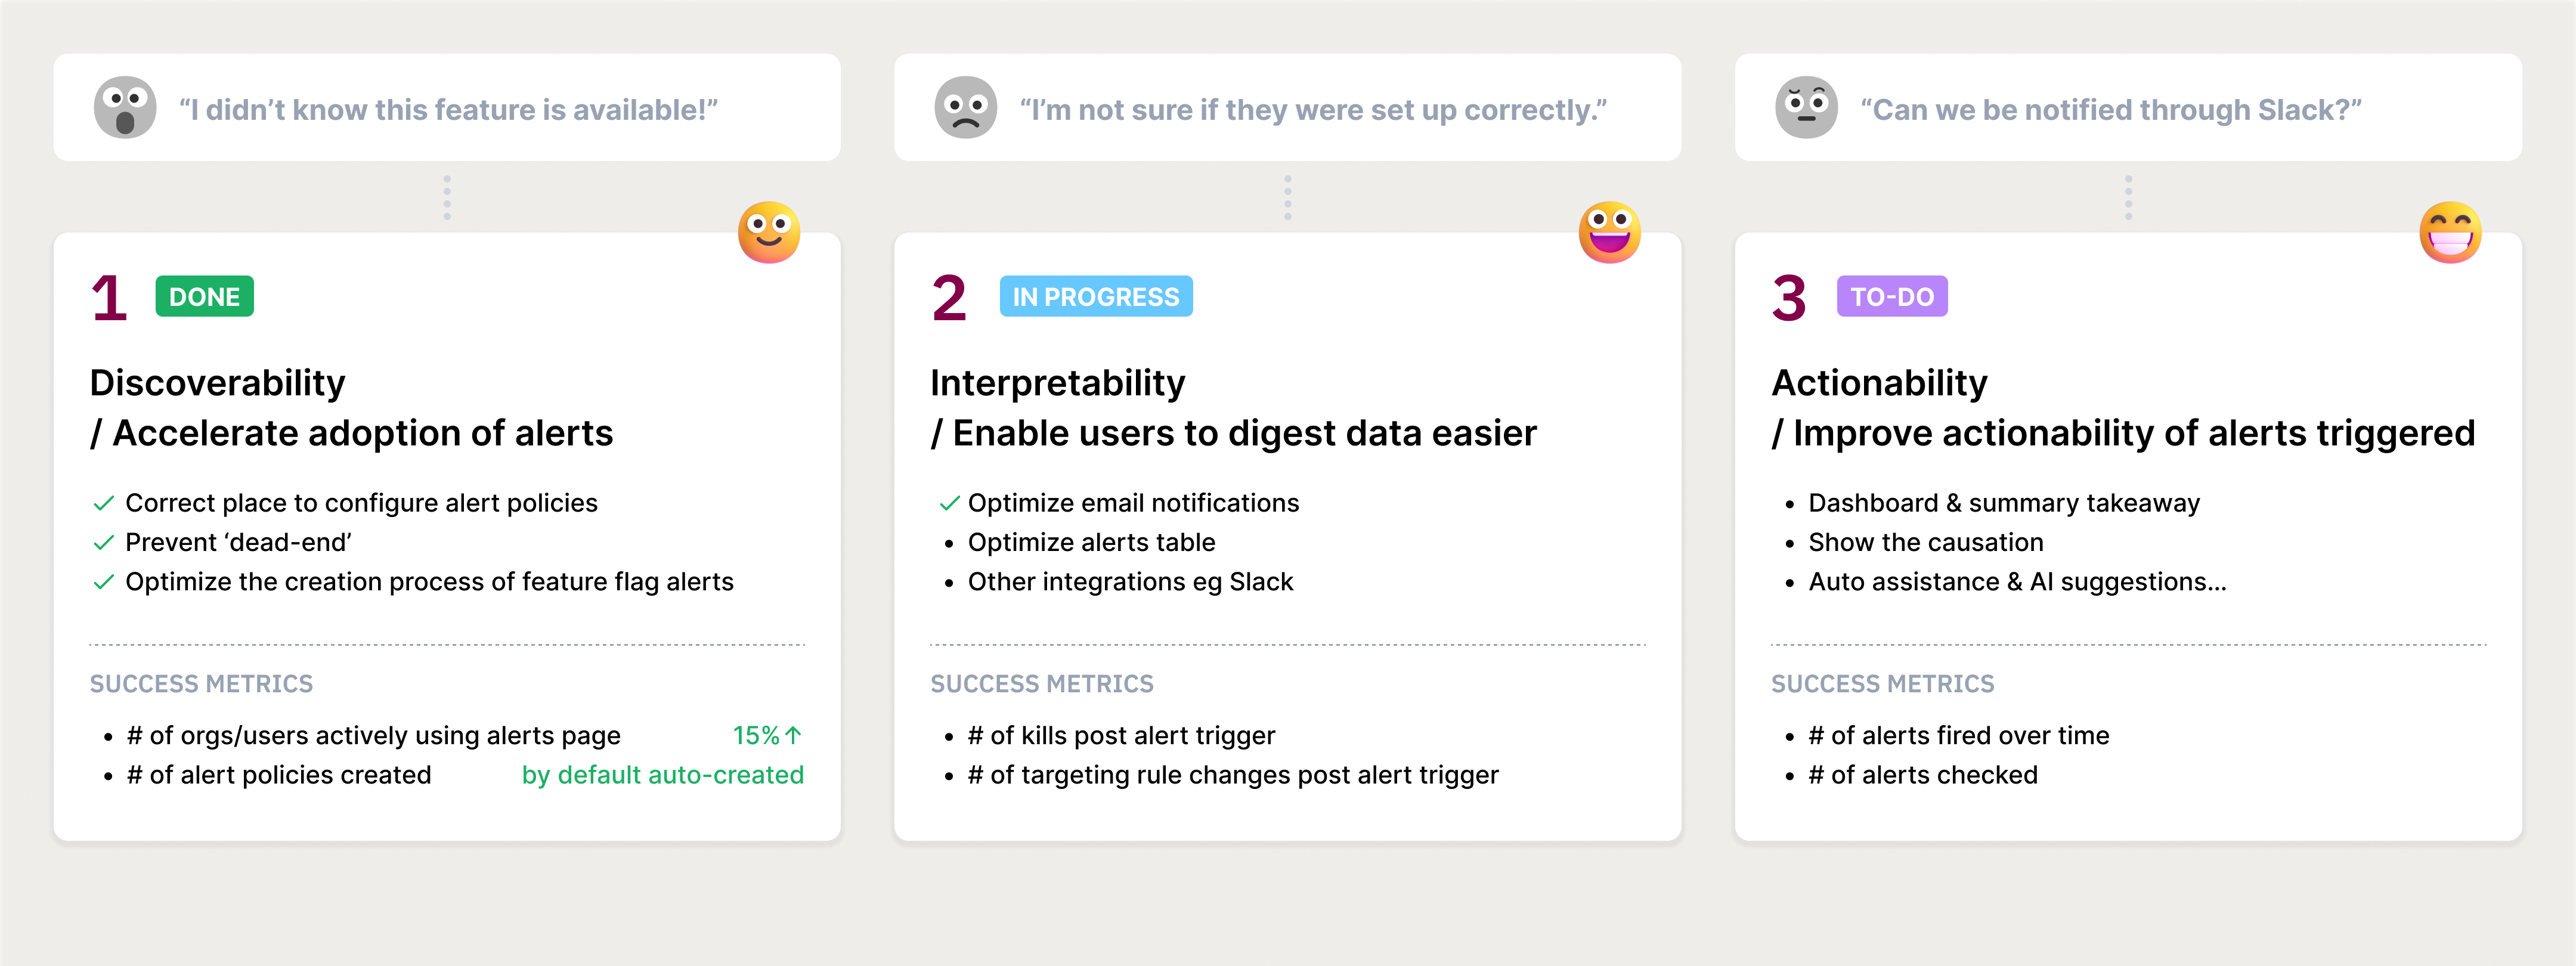 “I didn’t know this feature is available!”
1 DONE
Discoverability
/ Accelerate adoption of alerts
Correct place to configure alert policies
Prevent ‘dead-end’
Optimize the creation process of feature flag alerts
SUCCESS METRICS
# of orgs/users actively using alerts page 15%↑
# of alert policies created by default auto-created
“I’m not sure if they were set up correctly.”
2 IN PROGRESS
Interpretability
/ Enable users to digest data easier
Optimize email notifications
Optimize alerts table
Other integrations eg Slack
SUCCESS METRICS
# of kills post alert trigger
# of targeting rule changes post alert trigger
“Can we be notified through Slack?”
3 TO-DO
Actionability
/ Improve actionability of alerts triggered
Dashboard & summary takeaway
Show the causation
Auto assistance & AI suggestions...
SUCCESS METRICS
# of alerts fired over time
# of alerts checked